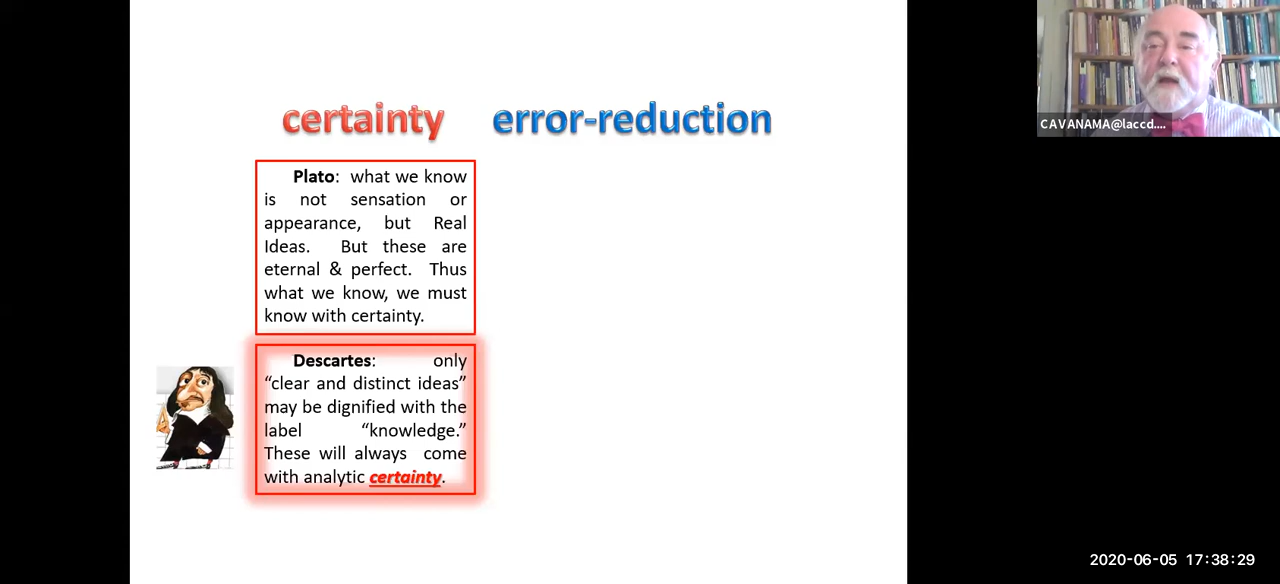 certainty error-reduction
Plato: what we know
is not sensation or
appearance, but Real
Ideas. But these are
eternal & perfect. Thus
what we know, we must
know with certainty.
Descartes: only
“clear and distinct ideas”
may be dignified with the
label “knowledge.”
These will always come
with analytic certainty.
CAVANAMA@laccd....
2020-06-05 17:38:29